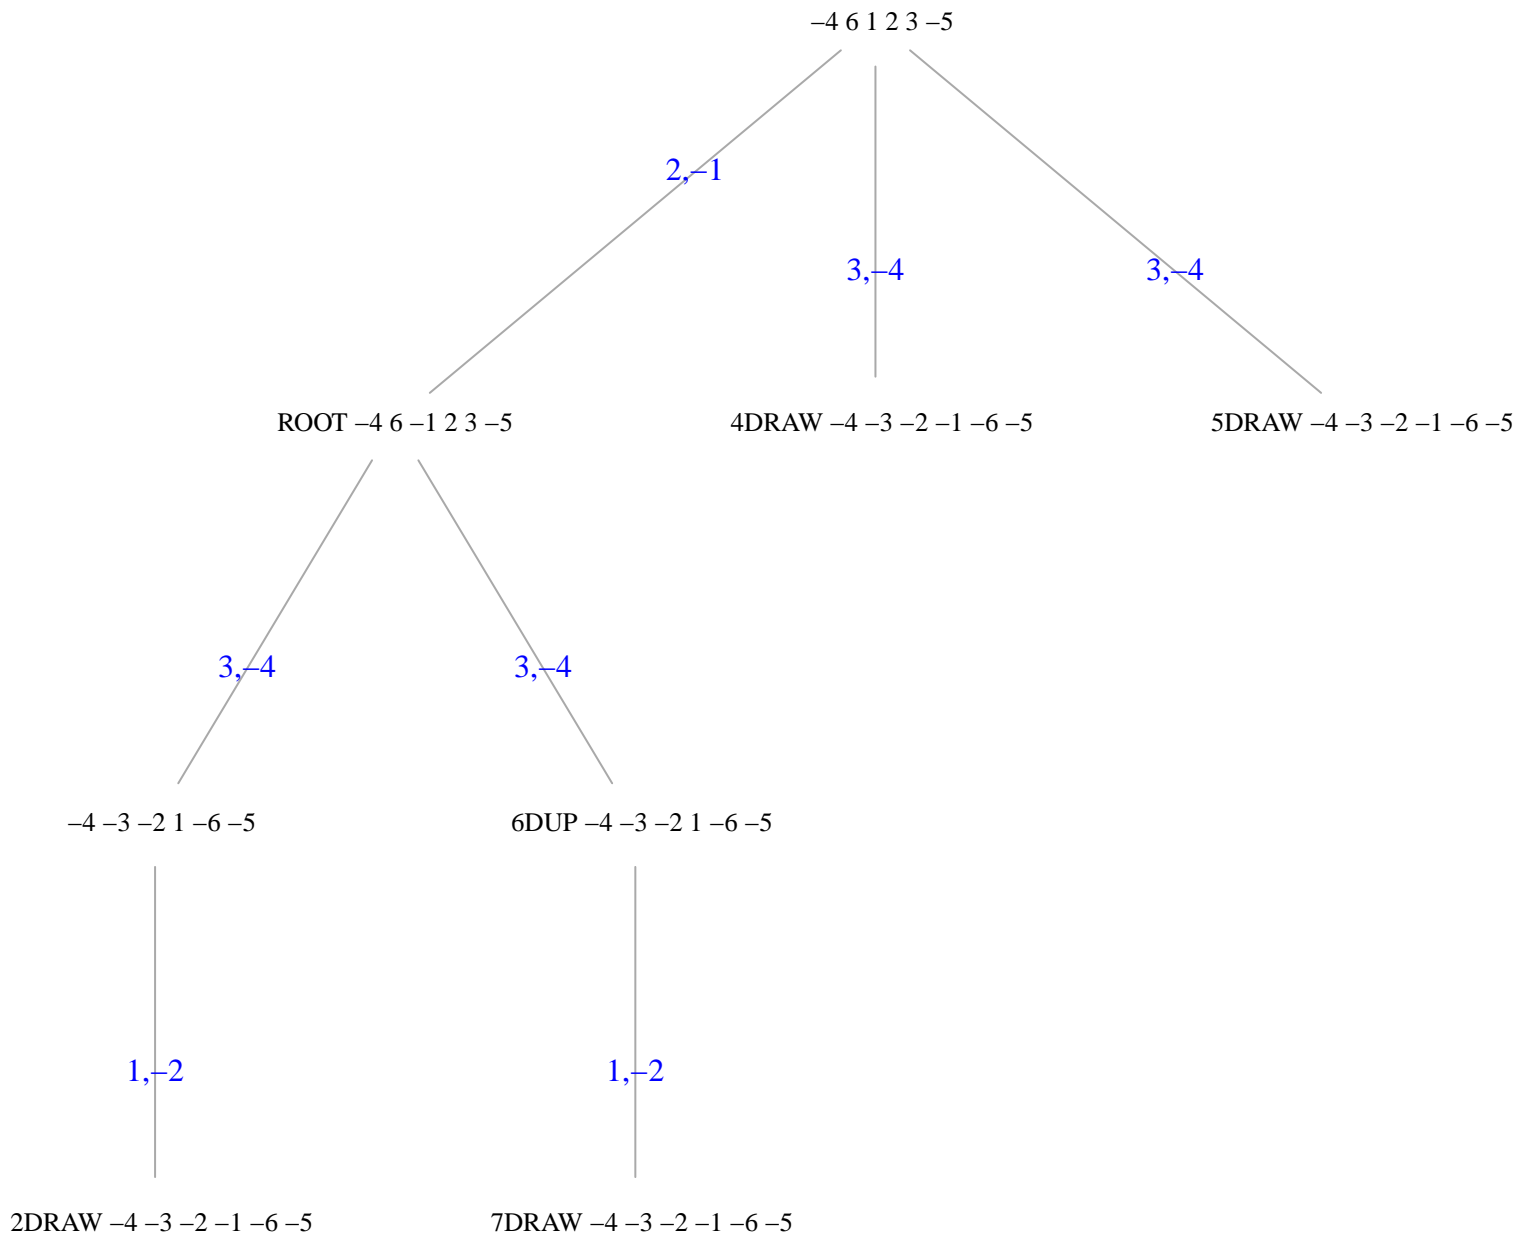 –4 6 1 2 3 –5
2,–1
3,–4
3,–4
ROOT –4 6 –1 2 3 –5
4DRAW –4 –3 –2 –1 –6 –5
5DRAW –4 –3 –2 –1 –6 –5
3,–4
3,–4
–4 –3 –2 1 –6 –5
6DUP –4 –3 –2 1 –6 –5
1,–2
1,–2
2DRAW –4 –3 –2 –1 –6 –5
7DRAW –4 –3 –2 –1 –6 –5